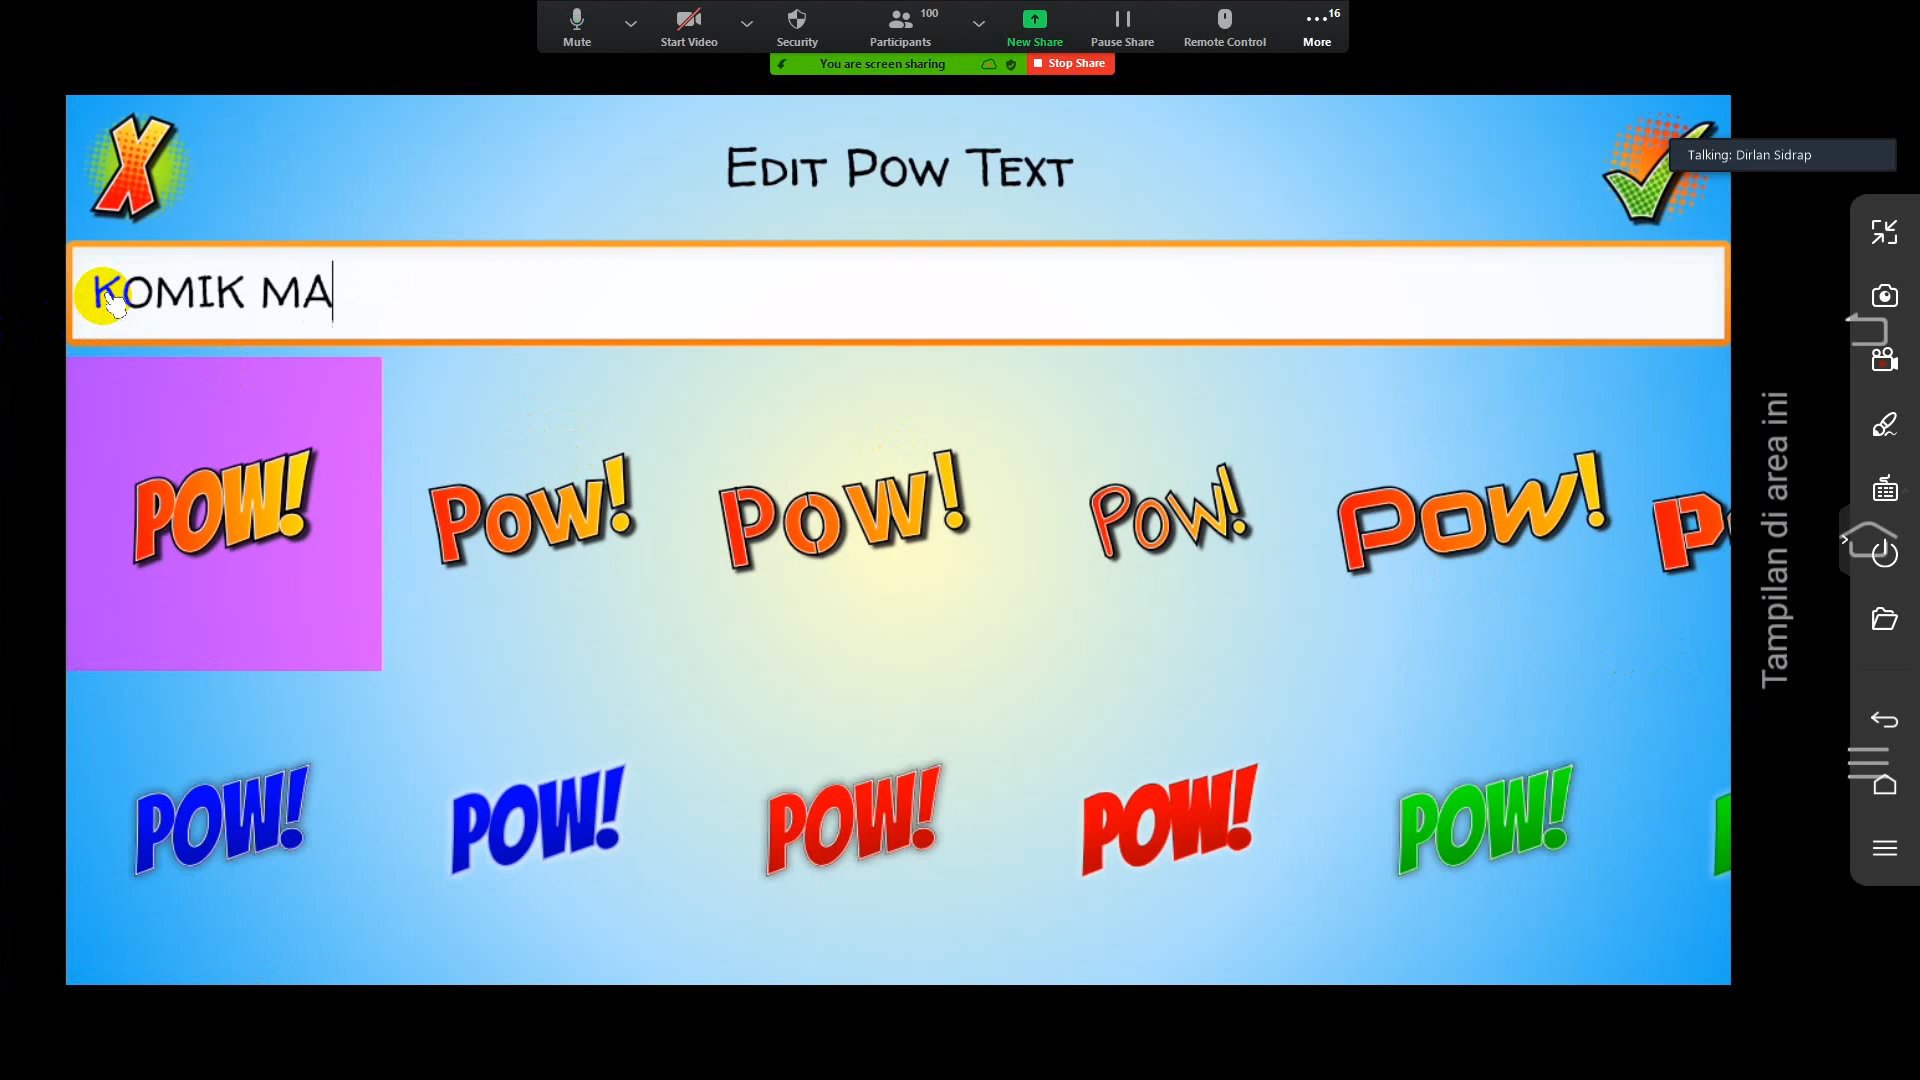 100
16
Mute
Start Video
Security
Participants
New Share
Pause Share
Remote Control
More
You are screen sharing
Stop Share
Talking: Dirlan Sidrap
X
EDIT POW TEXT
KOMIK MA
POW! POW! POW! POW! POW!
POW! POW! POW! POW! POW!
Tampilan di area ini